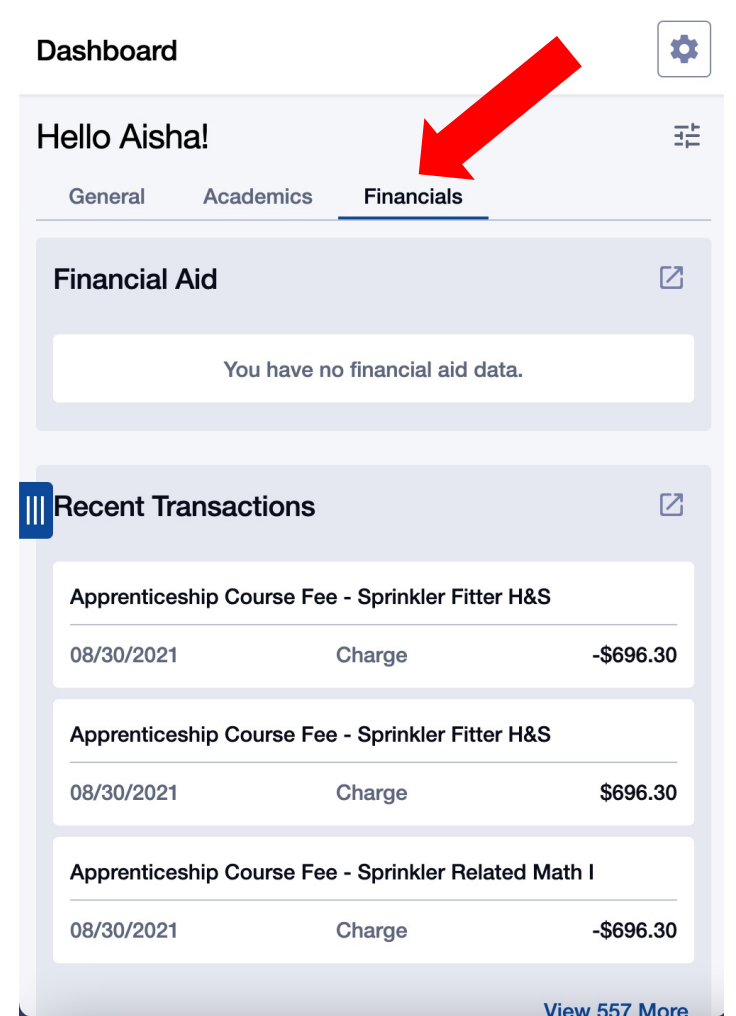 Dashboard
Hello Aisha!
General Academics Financials
Financial Aid
You have no financial aid data.
Recent Transactions
Apprenticeship Course Fee - Sprinkler Fitter H&S
08/30/2021 Charge -$696.30
Apprenticeship Course Fee - Sprinkler Fitter H&S
08/30/2021 Charge $696.30
Apprenticeship Course Fee - Sprinkler Related Math I
08/30/2021 Charge -$696.30
View 557 More